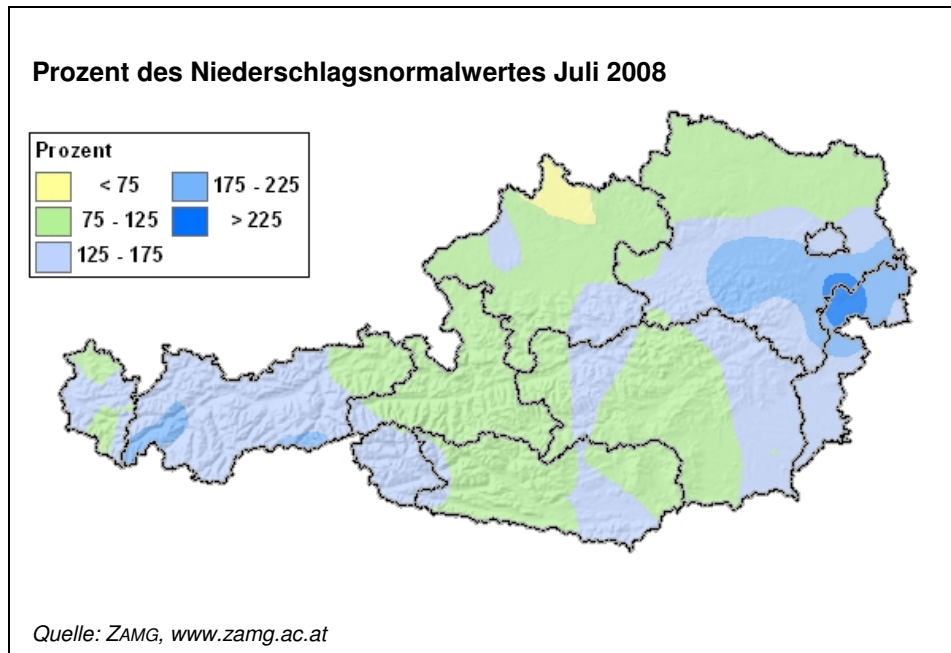 Prozent des Niederschlagsnormalwertes Juli 2008
Prozent
< 75
175 - 225
75 - 125
> 225
125 - 175
Quelle: ZAMG, www.zamg.ac.at